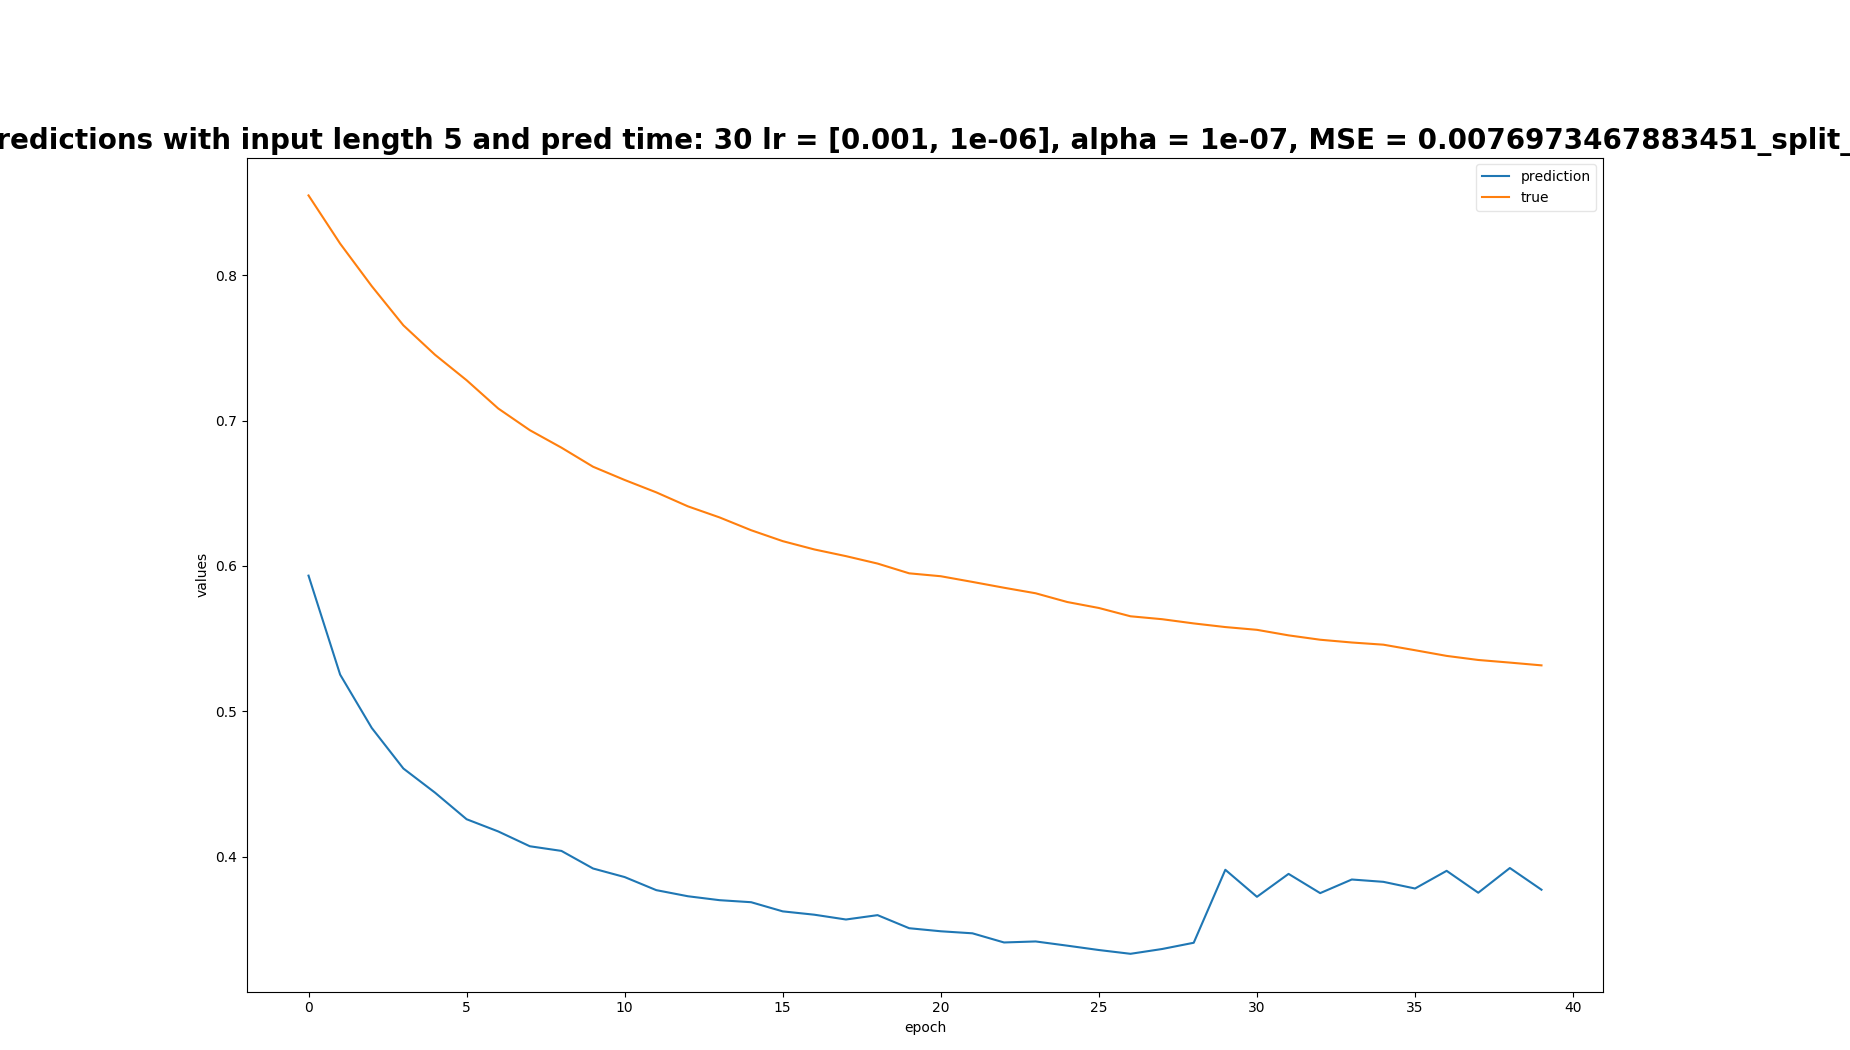 redictions with input length 5 and pred time: 30 lr = [0.001, 1e-06], alpha = 1e-07, MSE = 0.0076973467883451_split_
prediction
true
0.8
0.7
0.6
0.5
0.4
values
0 5 10 15 20 25 30 35 40
epoch